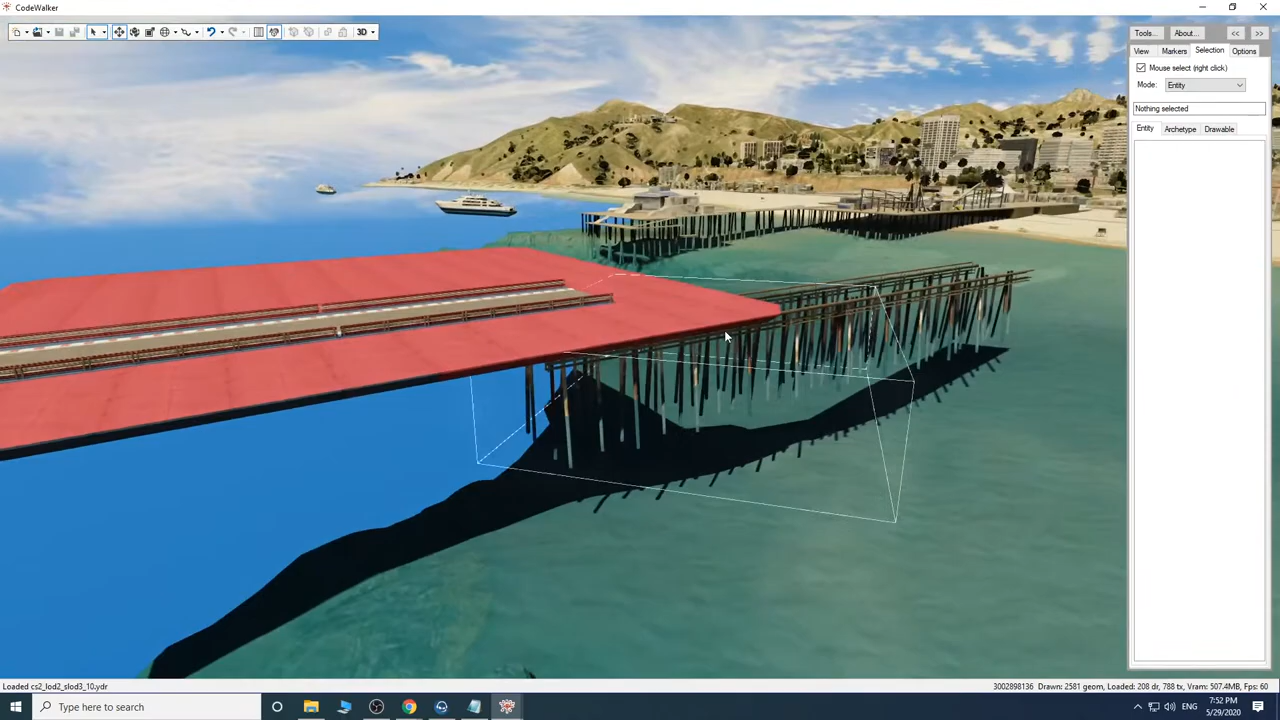 CodeWalker
3D
Tools...
About...
<<
>>
View
Markers
Selection
Options
Mouse select (right click)
Mode:
Entity
Nothing selected
Entity
Archetype
Drawable
Loaded cs2_lod2_slod3_10.ydr
3002898136 Drawn: 2581 geom, Loaded: 208 dr, 788 tx, Vram: 507.4MB, Fps: 60
Type here to search
ENG
7:52 PM
5/29/2020